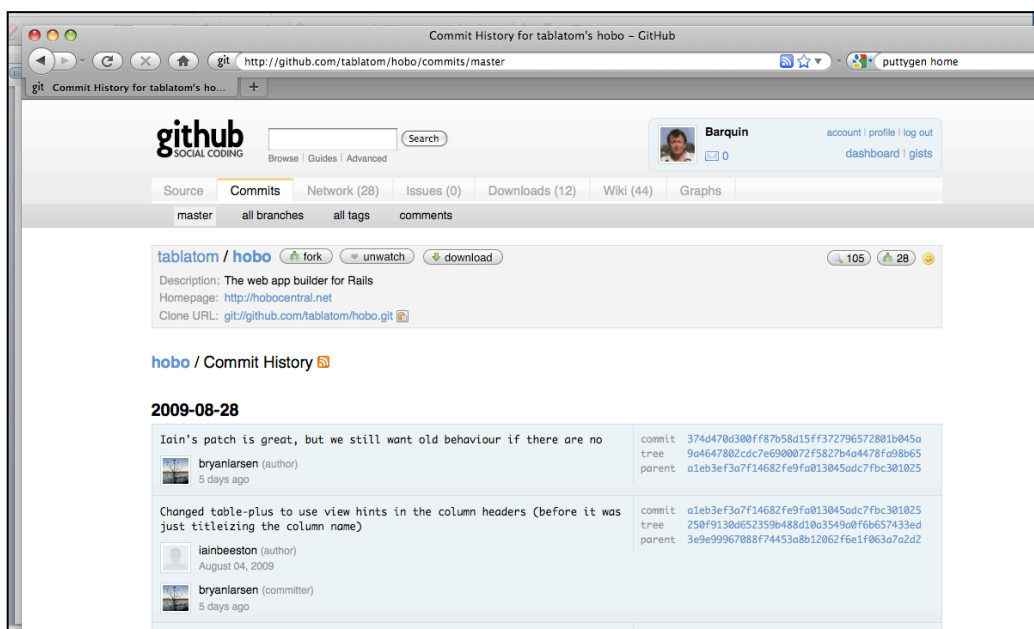 Commit History for tablatom's hobo – GitHub
git http://github.com/tablatom/hobo/commits/master puttygen home
git Commit History for tablatom's ho... +
github
SOCIAL CODING
Search
Browse | Guides | Advanced
Barquin account | profile | log out
0 dashboard | gists
Source Commits Network (28) Issues (0) Downloads (12) Wiki (44) Graphs
master all branches all tags comments
tablatom / hobo fork unwatch download 105 28
Description: The web app builder for Rails
Homepage: http://hobocentral.net
Clone URL: git://github.com/tablatom/hobo.git
hobo / Commit History
2009-08-28
Iain's patch is great, but we still want old behaviour if there are no
bryanlarsen (author)
5 days ago
commit 374d470d300ff87b58d15ff372796572801b045a
tree 9a4647802cdc7e6900072f5827b4a4478fa98b65
parent a1eb3ef3a7f14682fe9fa013045adc7fbc301025
Changed table-plus to use view hints in the column headers (before it was
just titleizing the column name)
iainbeeston (author)
August 04, 2009
bryanlarsen (committer)
5 days ago
commit a1eb3ef3a7f14682fe9fa013045adc7fbc301025
tree 250f9130d652359b488d10a3549a0f6b657433ed
parent 3e9e99967088f74453a8b12062f6e1f063a7a2d2